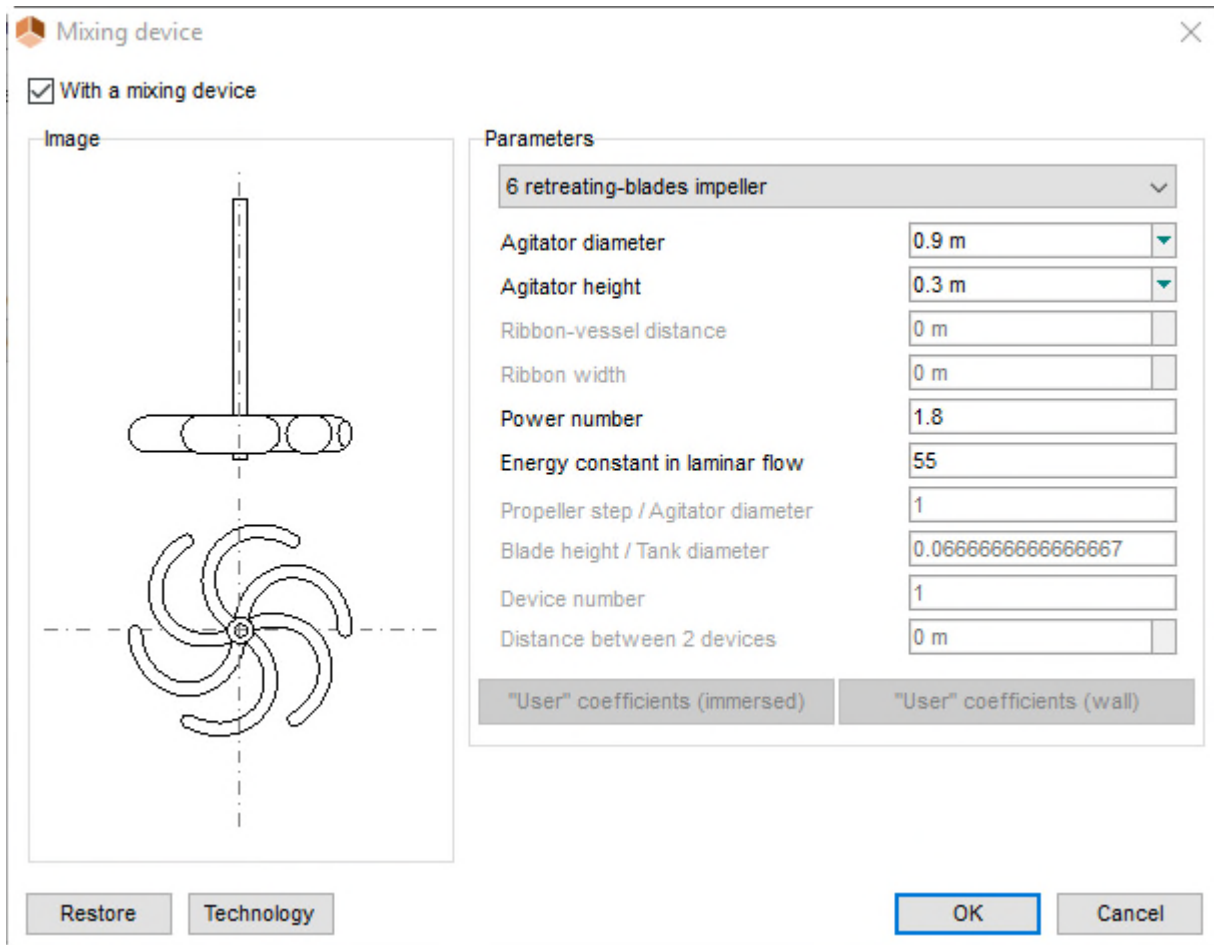 Mixing device
With a mixing device
Image
Parameters
6 retreating-blades impeller
Agitator diameter 0.9 m
Agitator height 0.3 m
Ribbon-vessel distance 0 m
Ribbon width 0 m
Power number 1.8
Energy constant in laminar flow 55
Propeller step / Agitator diameter 1
Blade height / Tank diameter 0.0666666666666667
Device number 1
Distance between 2 devices 0 m
"User" coefficients (immersed) "User" coefficients (wall)
Restore Technology OK Cancel